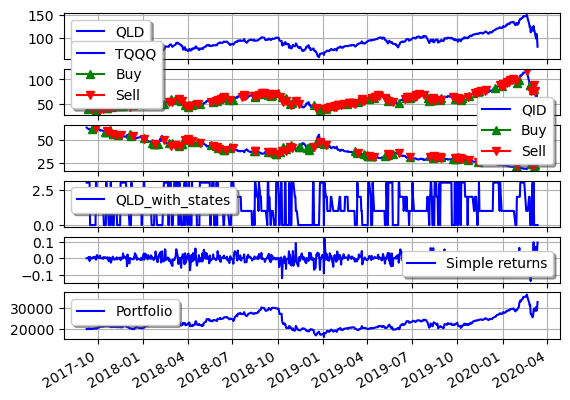 150
100
QLD
TQQQ
Buy
Sell
100
50
QID
Buy
Sell
50
25
2.5
0.0
QLD_with_states
0.1
0.0
−0.1
Simple returns
30000
20000
Portfolio
2017-10
2018-01
2018-04
2018-07
2018-10
2019-01
2019-04
2019-07
2019-10
2020-01
2020-04